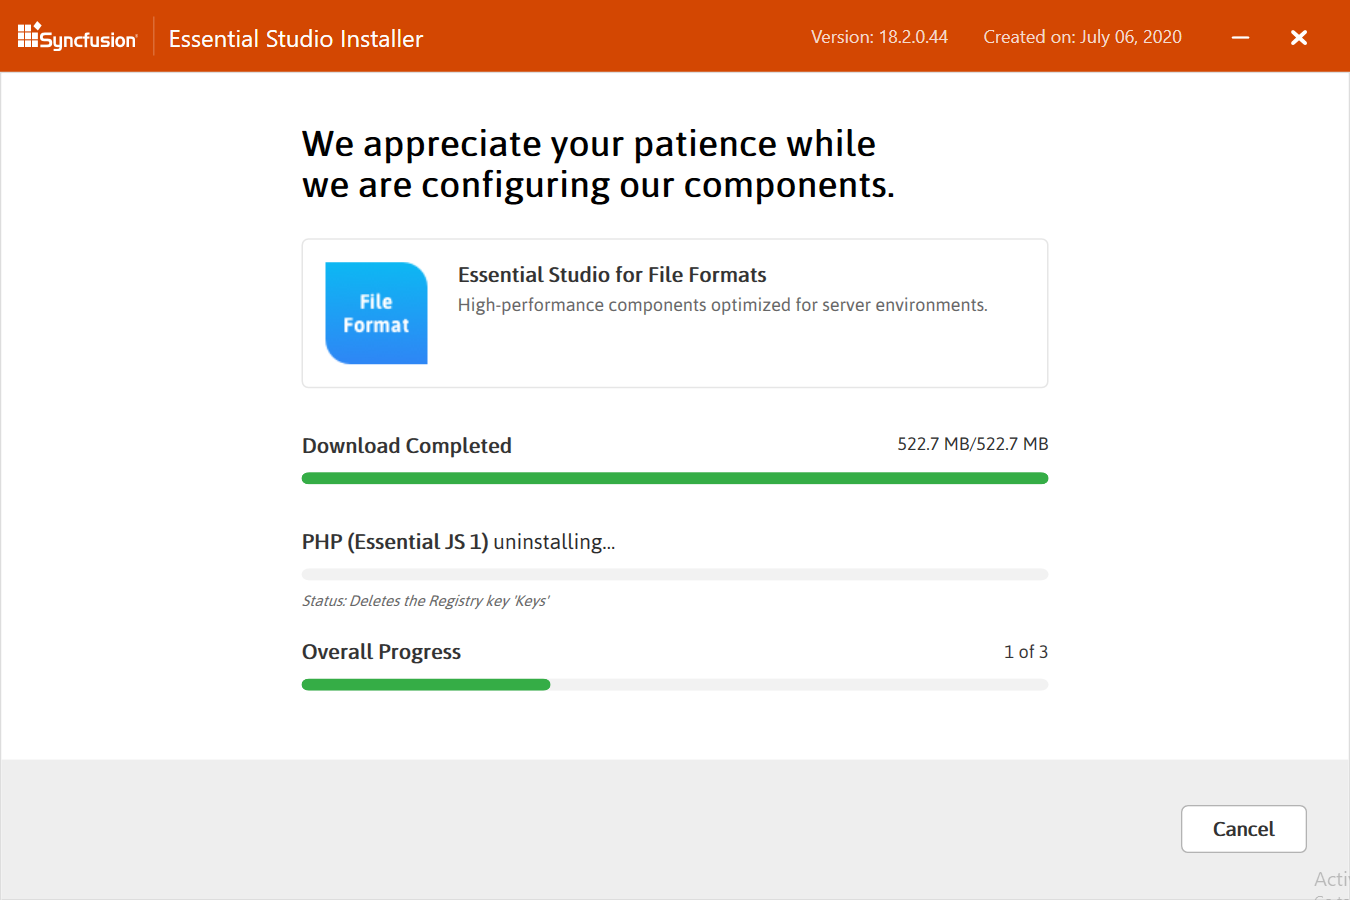 Syncfusion
Essential Studio Installer
Version: 18.2.0.44
Created on: July 06, 2020
We appreciate your patience while
we are configuring our components.
File
Format
Essential Studio for File Formats
High-performance components optimized for server environments.
Download Completed
522.7 MB/522.7 MB
PHP (Essential JS 1) uninstalling...
Status: Deletes the Registry key 'Keys'
Overall Progress
1 of 3
Cancel